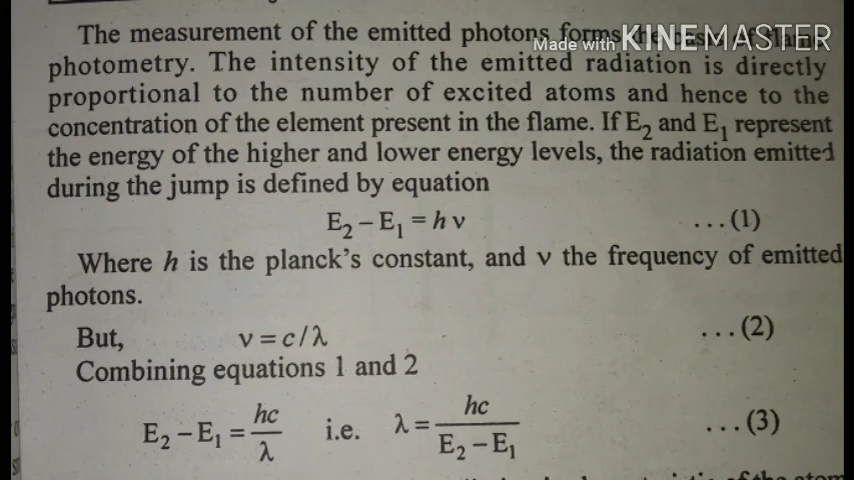 The measurement of the emitted photons forms
Made with KINEMASTER
photometry. The intensity of the emitted radiation is directly
proportional to the number of excited atoms and hence to the
concentration of the element present in the flame. If E₂ and E₁ represent
the energy of the higher and lower energy levels, the radiation emitted
during the jump is defined by equation
E₂ – E₁ = h ν ...(1)
Where h is the planck's constant, and ν the frequency of emitted
photons.
But, ν = c/λ ...(2)
Combining equations 1 and 2
E₂ – E₁ = hc/λ i.e. λ = hc/(E₂ – E₁) ...(3)